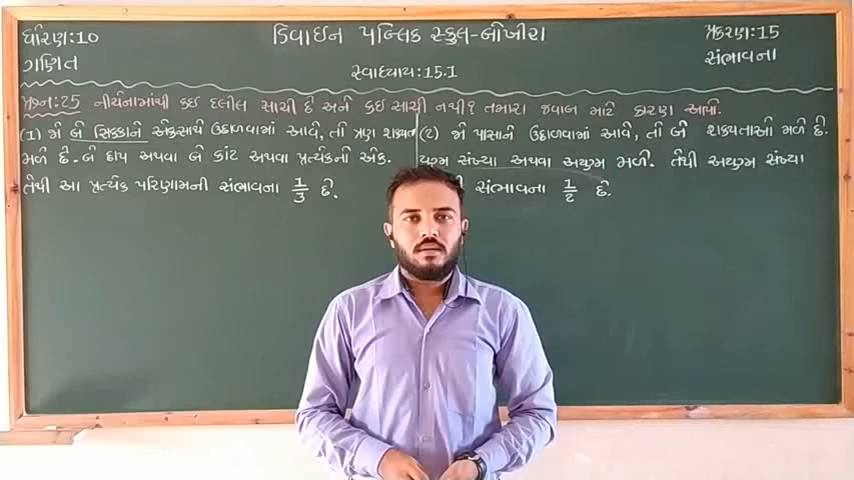 ધોરણ:10
ડિવાઈન પબ્લિક સ્કુલ-બોખીરા
પ્રકરણ:15
ગણિત
સ્વાધ્યાય:15.1
સંભાવના
પ્રશ્ન:25 નીચેનામાંથી કઇ દલીલ સાચી છે અને કઇ સાચી નથી? તમારા જવાબ માટે કારણ આપો.
(1) જો બે સિક્કાને એકસાથે ઉછાળવામાં આવે, તો ત્રણ શક્યતા
મળે છે. બે છાપ અથવા બે કાંટ અથવા પ્રત્યેકની એક.
તેથી આ પ્રત્યેક પરિણામની સંભાવના 1/3 છે.
(2) જો પાસાને ઉછાળવામાં આવે, તો બે શક્યતાઓ મળે છે.
યુગ્મ સંખ્યા અથવા અયુગ્મ મળે. તેથી અયુગ્મ સંખ્યા
સંભાવના 1/2 છે.